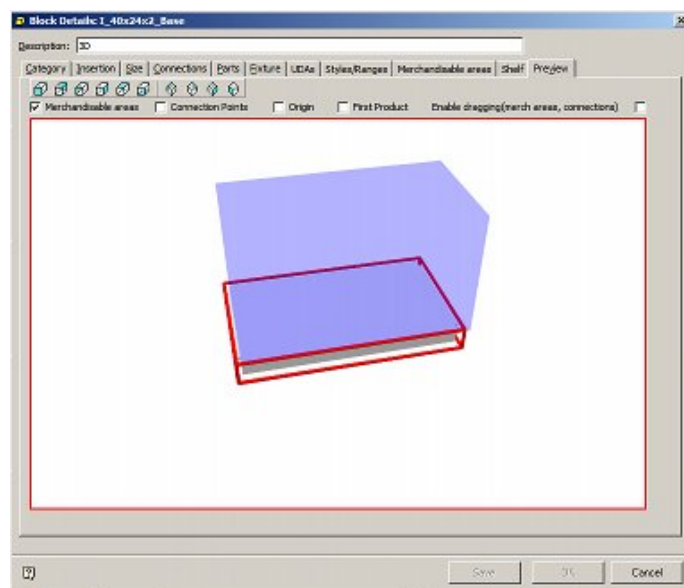 Block Details: I_40x24x2_Base
Description: 3D
Category Insertion Size Connections Parts Fixture UDAs Styles/Ranges Merchandisable areas Shelf Preview
Merchandisable areas Connection Points Origin First Product Enable dragging(merch areas, connections)
Save OK Cancel